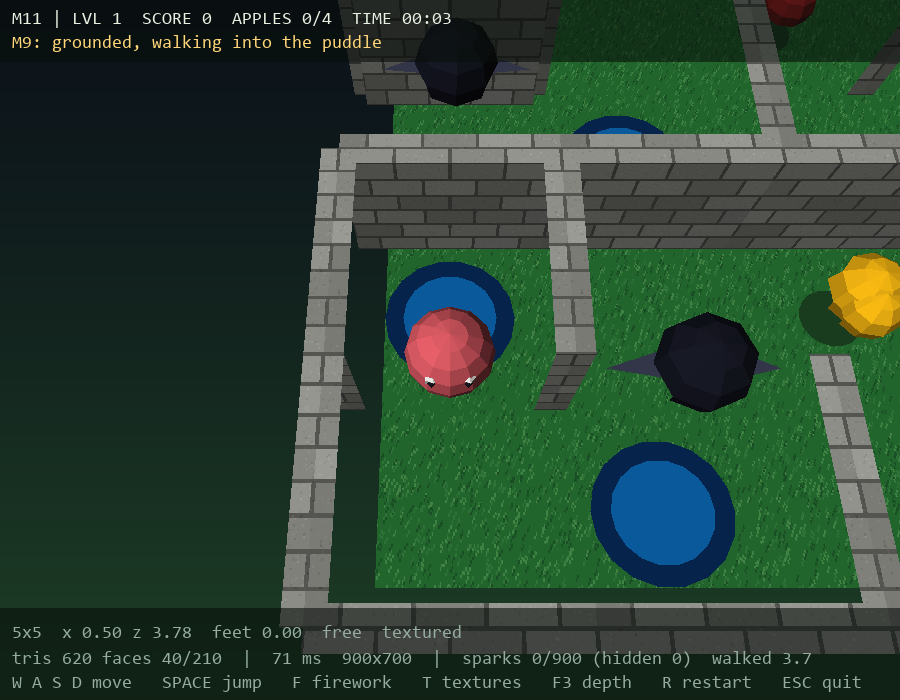 M11 | LVL 1  SCORE 0  APPLES 0/4  TIME 00:03
M9: grounded, walking into the puddle
5x5  x 0.50 z 3.78  feet 0.00  free  textured
tris 620 faces 40/210  |  71 ms  900x700  |  sparks 0/900 (hidden 0)  walked 3.7
W A S D move   SPACE jump   F firework   T textures   F3 depth   R restart   ESC quit